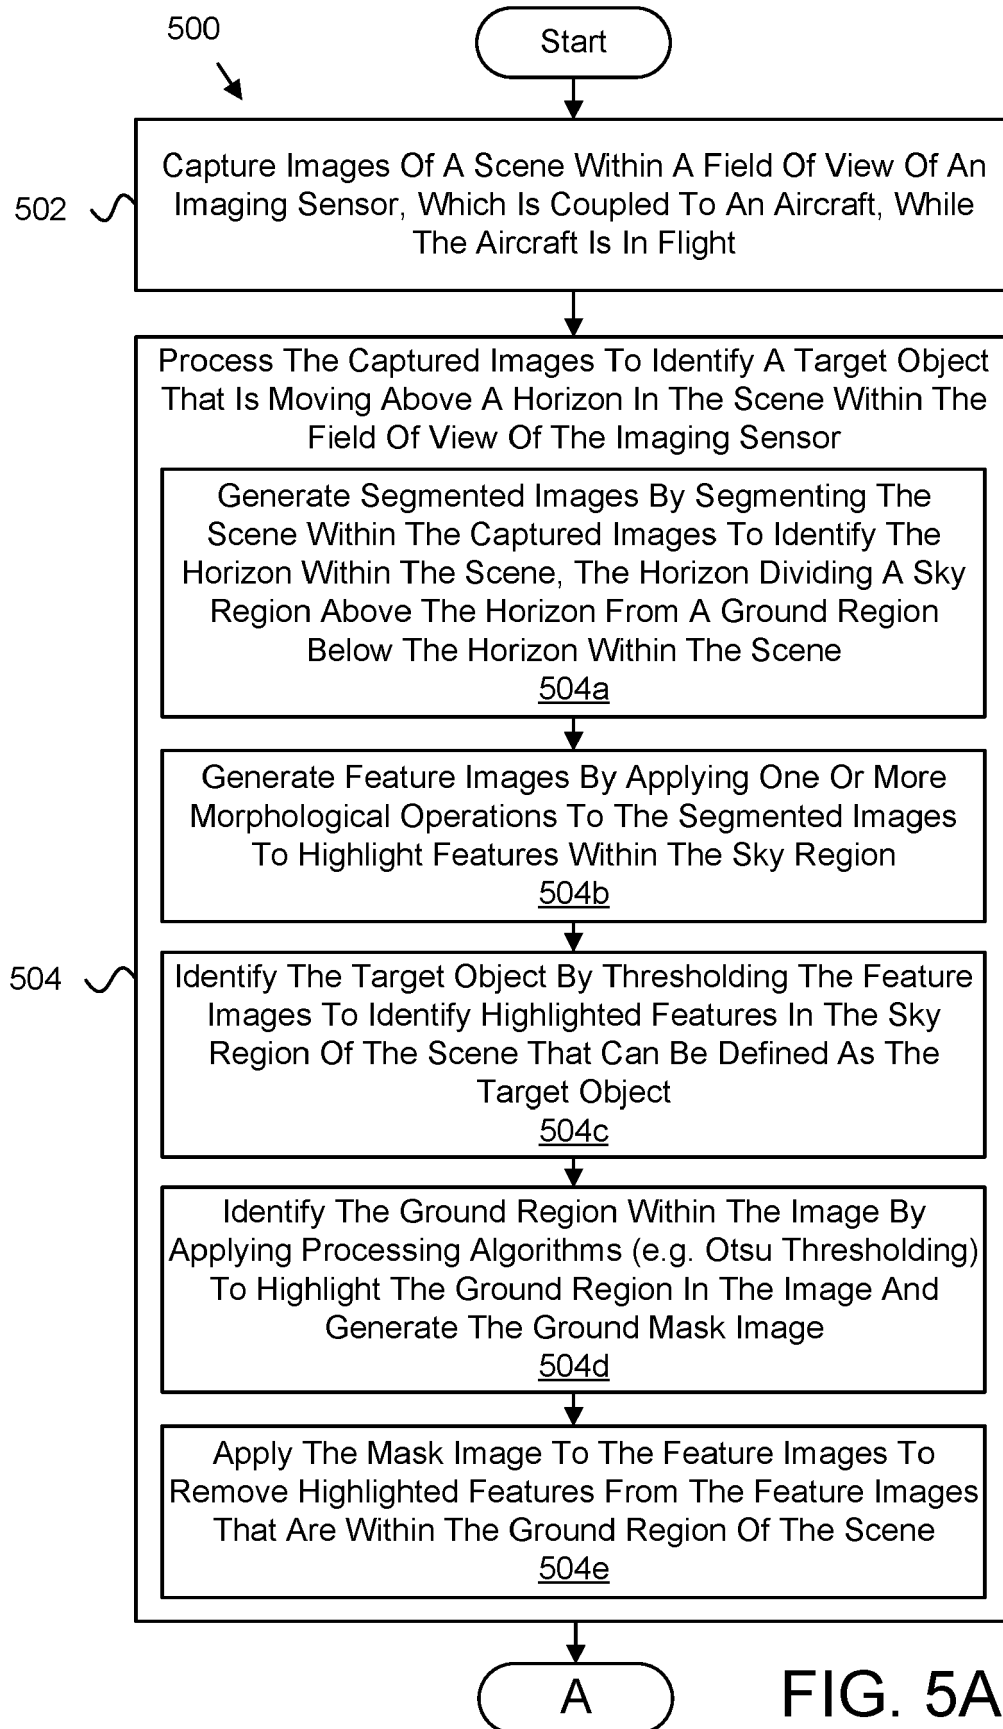 500
Start
Capture Images Of A Scene Within A Field Of View Of An
Imaging Sensor, Which Is Coupled To An Aircraft, While
The Aircraft Is In Flight
502
Process The Captured Images To Identify A Target Object
That Is Moving Above A Horizon In The Scene Within The
Field Of View Of The Imaging Sensor
Generate Segmented Images By Segmenting The
Scene Within The Captured Images To Identify The
Horizon Within The Scene, The Horizon Dividing A Sky
Region Above The Horizon From A Ground Region
Below The Horizon Within The Scene
504a
Generate Feature Images By Applying One Or More
Morphological Operations To The Segmented Images
To Highlight Features Within The Sky Region
504b
504
Identify The Target Object By Thresholding The Feature
Images To Identify Highlighted Features In The Sky
Region Of The Scene That Can Be Defined As The
Target Object
504c
Identify The Ground Region Within The Image By
Applying Processing Algorithms (e.g. Otsu Thresholding)
To Highlight The Ground Region In The Image And
Generate The Ground Mask Image
504d
Apply The Mask Image To The Feature Images To
Remove Highlighted Features From The Feature Images
That Are Within The Ground Region Of The Scene
504e
A
FIG. 5A